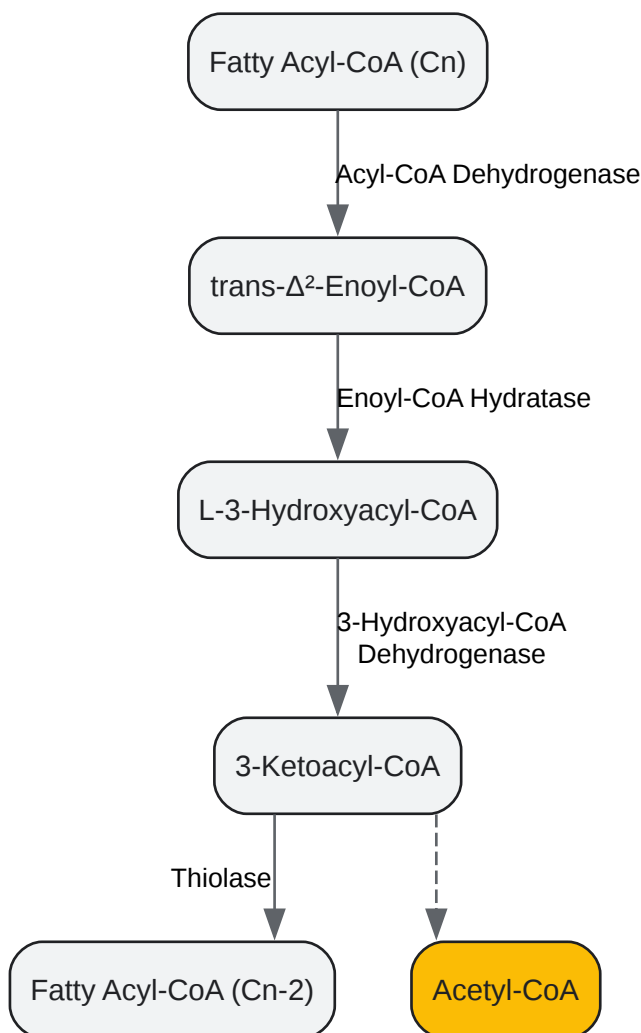 Fatty Acyl-CoA (Cn)
Acyl-CoA Dehydrogenase
trans-Δ²-Enoyl-CoA
Enoyl-CoA Hydratase
L-3-Hydroxyacyl-CoA
3-Hydroxyacyl-CoA
Dehydrogenase
3-Ketoacyl-CoA
Thiolase
Fatty Acyl-CoA (Cn-2)
Acetyl-CoA